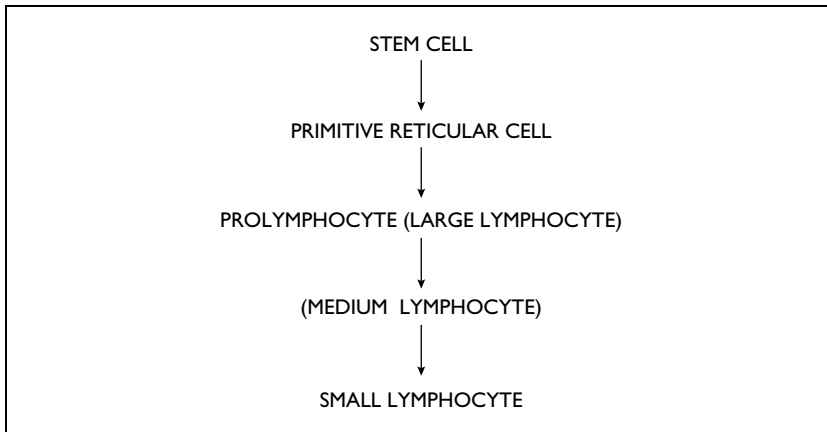 STEM CELL
PRIMITIVE RETICULAR CELL
PROLYMPHOCYTE (LARGE LYMPHOCYTE)
(MEDIUM LYMPHOCYTE)
SMALL LYMPHOCYTE